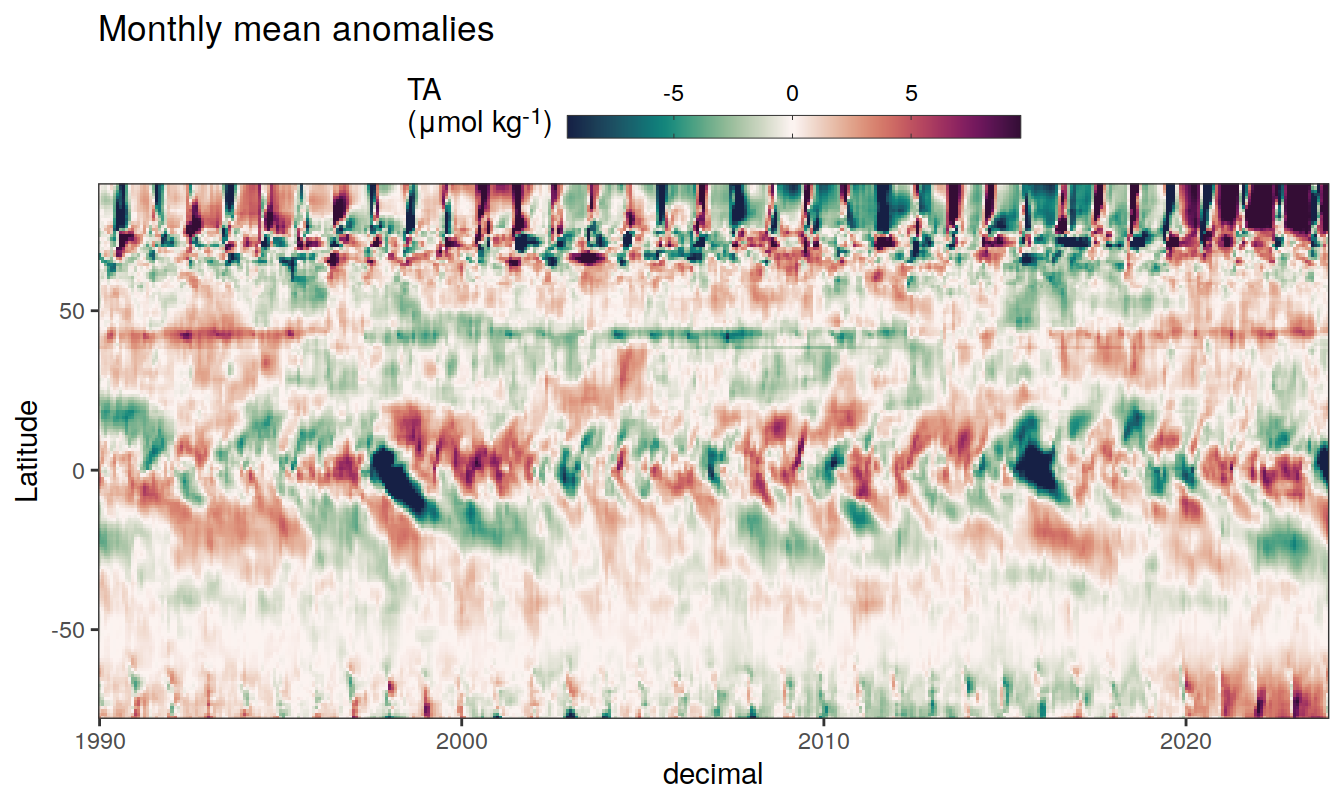 Monthly mean anomalies
TA
(μmol kg-1)
-5 0 5
Latitude
50
0
-50
1990 2000 2010 2020
decimal